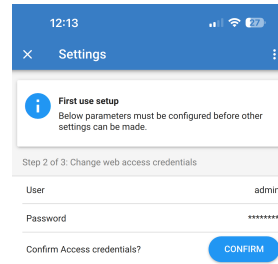 12:13
27
Settings
First use setup
Below parameters must be configured before other
settings can be made.
Step 2 of 3: Change web access credentials
User admin
Password ********
Confirm Access credentials? CONFIRM